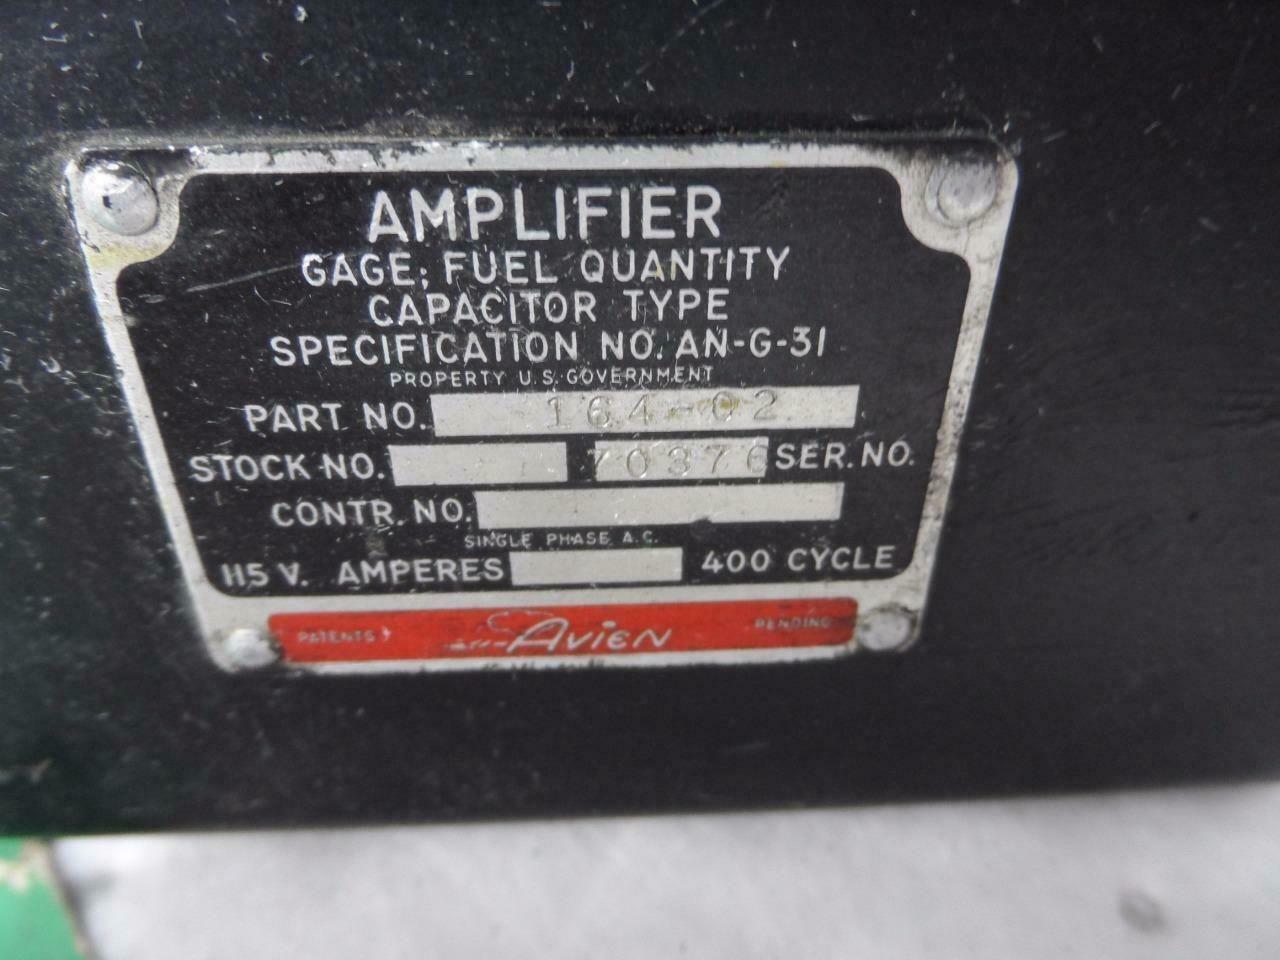 AMPLIFIER
GAGE; FUEL QUANTITY
CAPACITOR TYPE
SPECIFICATION NO. AN-G-31
PROPERTY U.S. GOVERNMENT
PART NO. 164-02
STOCK NO. 70376 SER. NO.
CONTR. NO.
SINGLE PHASE A.C.
115 V. AMPERES 400 CYCLE
PATENTS Avien PENDING